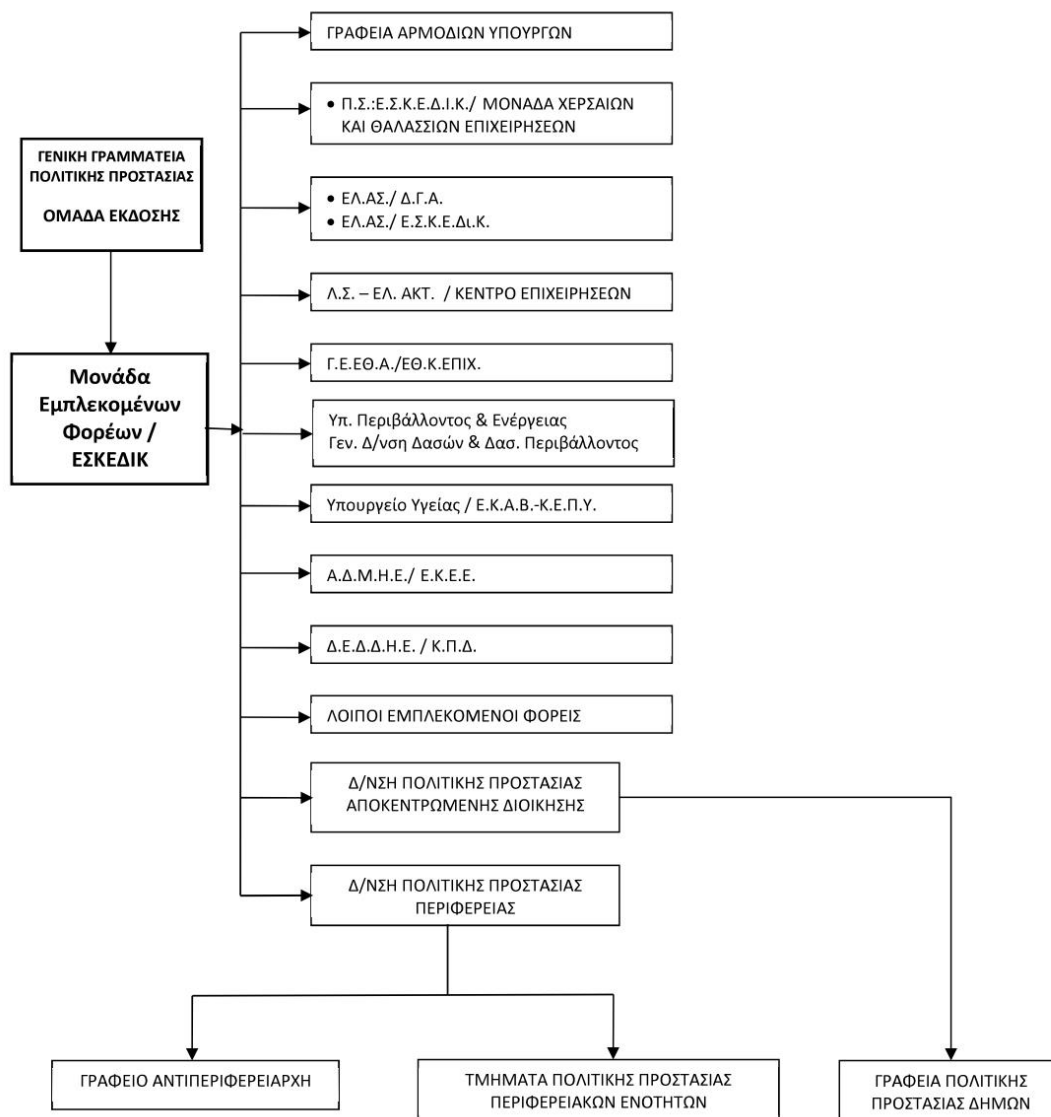 ΓΡΑΦΕΙΑ ΑΡΜΟΔΙΩΝ ΥΠΟΥΡΓΩΝ
• Π.Σ.:Ε.Σ.Κ.Ε.Δ.Ι.Κ./ ΜΟΝΑΔΑ ΧΕΡΣΑΙΩΝ
ΚΑΙ ΘΑΛΑΣΣΙΩΝ ΕΠΙΧΕΙΡΗΣΕΩΝ
ΓΕΝΙΚΗ ΓΡΑΜΜΑΤΕΙΑ
ΠΟΛΙΤΙΚΗΣ ΠΡΟΣΤΑΣΙΑΣ
ΟΜΑΔΑ ΕΚΔΟΣΗΣ
• ΕΛ.ΑΣ./ Δ.Γ.Α.
• ΕΛ.ΑΣ./ Ε.Σ.Κ.Ε.Δι.Κ.
Λ.Σ. – ΕΛ. ΑΚΤ. / ΚΕΝΤΡΟ ΕΠΙΧΕΙΡΗΣΕΩΝ
Γ.Ε.ΕΘ.Α./ΕΘ.Κ.ΕΠΙΧ.
Μονάδα
Εμπλεκομένων
Φορέων /
ΕΣΚΕΔΙΚ
Υπ. Περιβάλλοντος & Ενέργειας
Γεν. Δ/νση Δασών & Δασ. Περιβάλλοντος
Υπουργείο Υγείας / Ε.Κ.Α.Β.-Κ.Ε.Π.Υ.
Α.Δ.Μ.Η.Ε./ Ε.Κ.Ε.Ε.
Δ.Ε.Δ.Δ.Η.Ε. / Κ.Π.Δ.
ΛΟΙΠΟΙ ΕΜΠΛΕΚΟΜΕΝΟΙ ΦΟΡΕΙΣ
Δ/ΝΣΗ ΠΟΛΙΤΙΚΗΣ ΠΡΟΣΤΑΣΙΑΣ
ΑΠΟΚΕΝΤΡΩΜΕΝΗΣ ΔΙΟΙΚΗΣΗΣ
Δ/ΝΣΗ ΠΟΛΙΤΙΚΗΣ ΠΡΟΣΤΑΣΙΑΣ
ΠΕΡΙΦΕΡΕΙΑΣ
ΓΡΑΦΕΙΟ ΑΝΤΙΠΕΡΙΦΕΡΕΙΑΡΧΗ
ΤΜΗΜΑΤΑ ΠΟΛΙΤΙΚΗΣ ΠΡΟΣΤΑΣΙΑΣ
ΠΕΡΙΦΕΡΕΙΑΚΩΝ ΕΝΟΤΗΤΩΝ
ΓΡΑΦΕΙΑ ΠΟΛΙΤΙΚΗΣ
ΠΡΟΣΤΑΣΙΑΣ ΔΗΜΩΝ